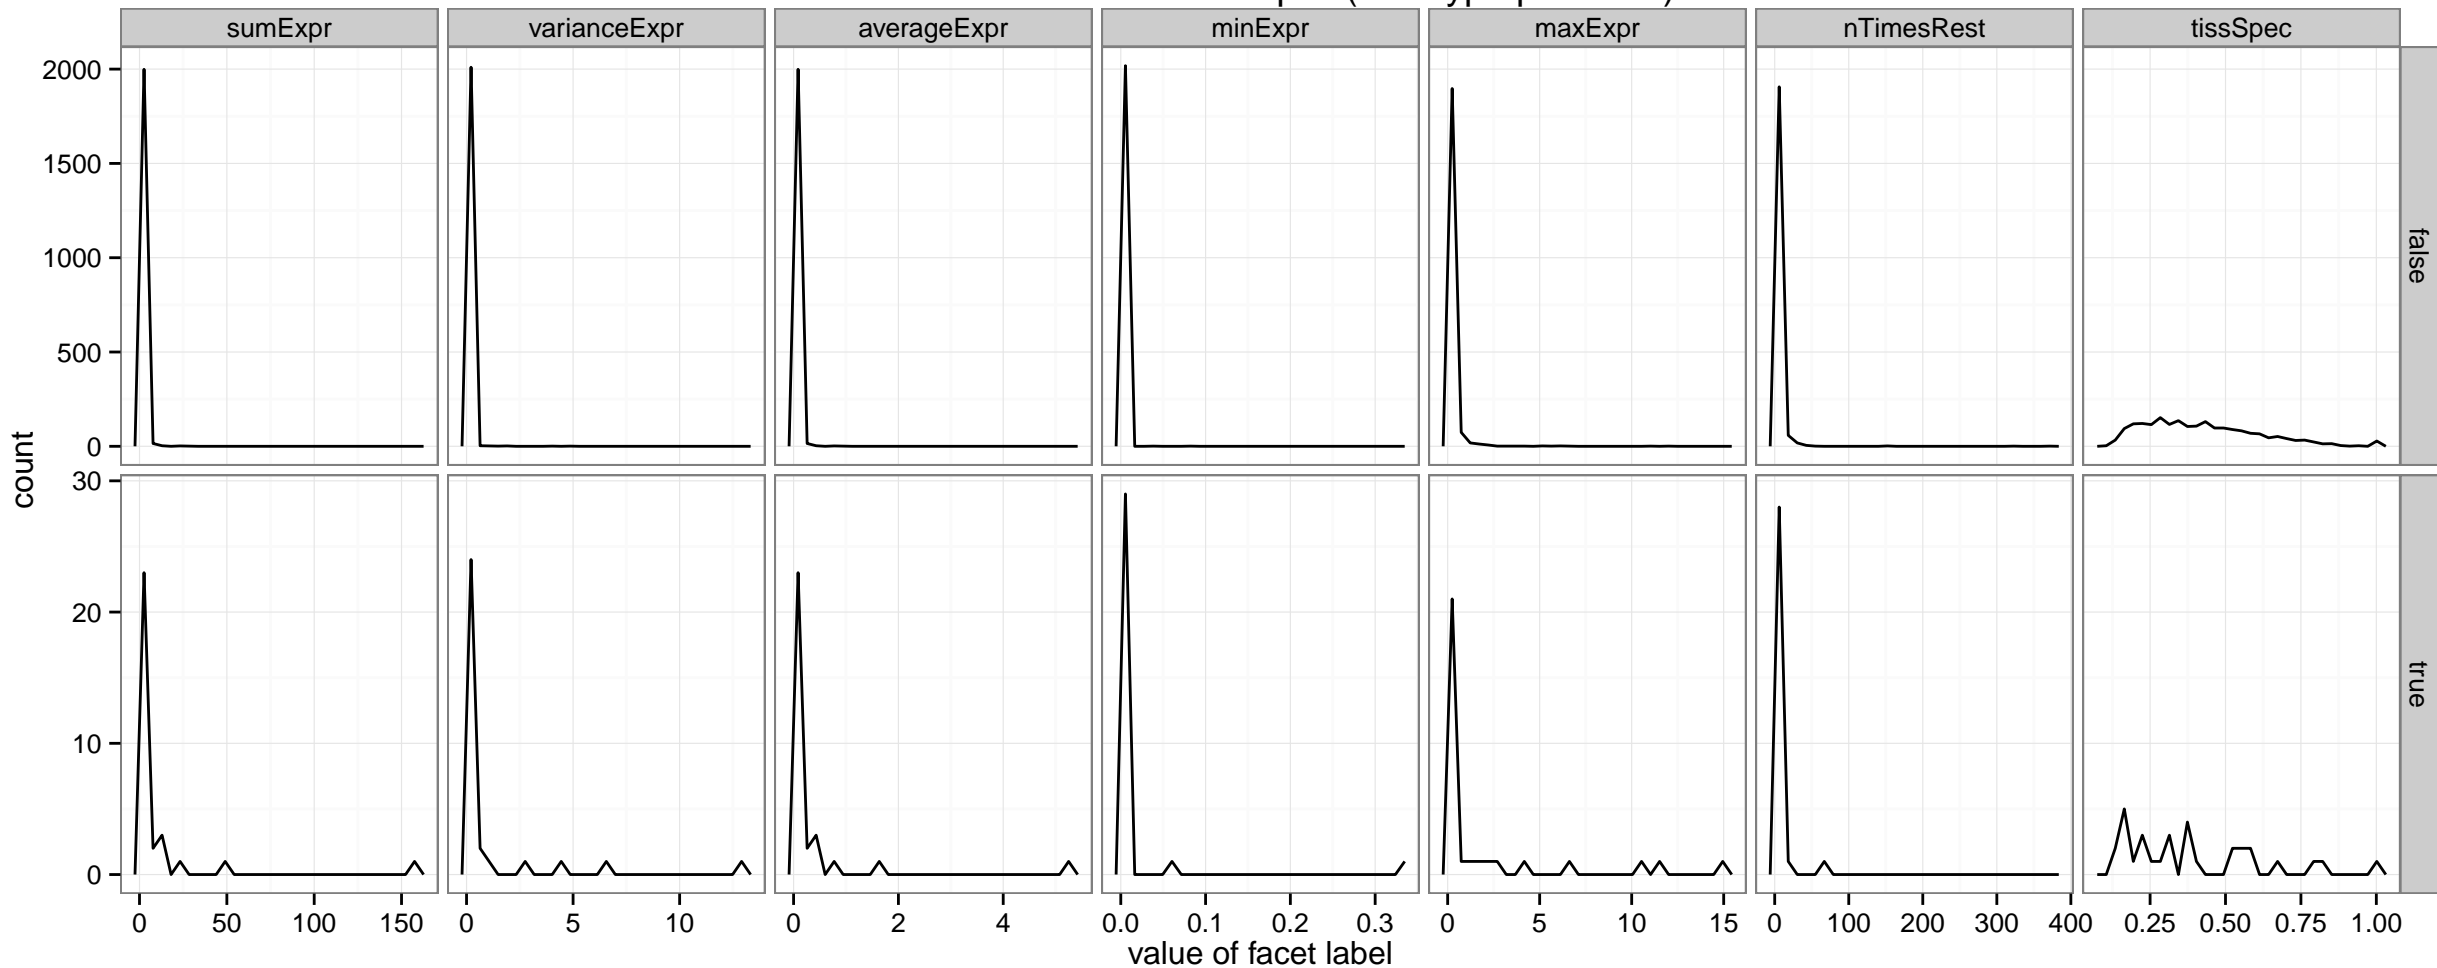 sumExpr varianceExpr averageExpr minExpr maxExpr nTimesRest tissSpec
2000
1500
1000
500
0
false
count
30
20
10
0
true
0 50 100 150 0 5 10 0 2 4 0.0 0.1 0.2 0.3 0 5 10 15 0 100 200 300 400 0.25 0.50 0.75 1.00
value of facet label